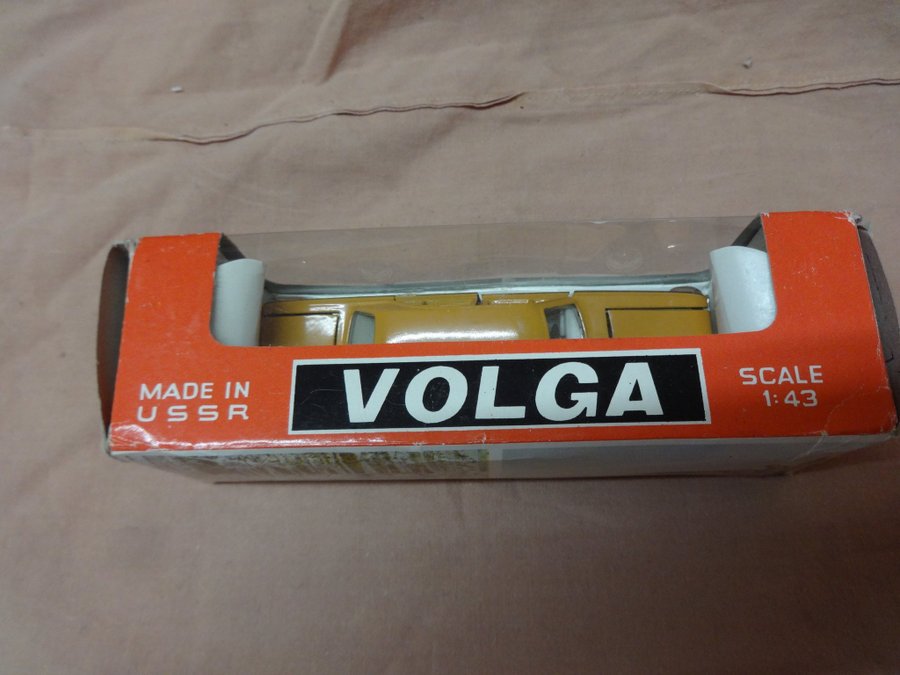 MADE IN
USSR
VOLGA
SCALE
1:43